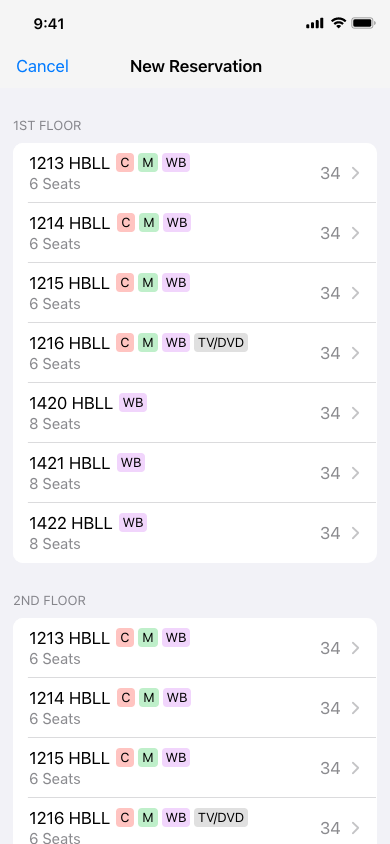 9:41
Cancel New Reservation
1ST FLOOR
1213 HBLL C M WB 34
6 Seats
1214 HBLL C M WB 34
6 Seats
1215 HBLL C M WB 34
6 Seats
1216 HBLL C M WB TV/DVD 34
6 Seats
1420 HBLL WB 34
8 Seats
1421 HBLL WB 34
8 Seats
1422 HBLL WB 34
8 Seats
2ND FLOOR
1213 HBLL C M WB 34
6 Seats
1214 HBLL C M WB 34
6 Seats
1215 HBLL C M WB 34
6 Seats
1216 HBLL C M WB TV/DVD 34
6 Seats